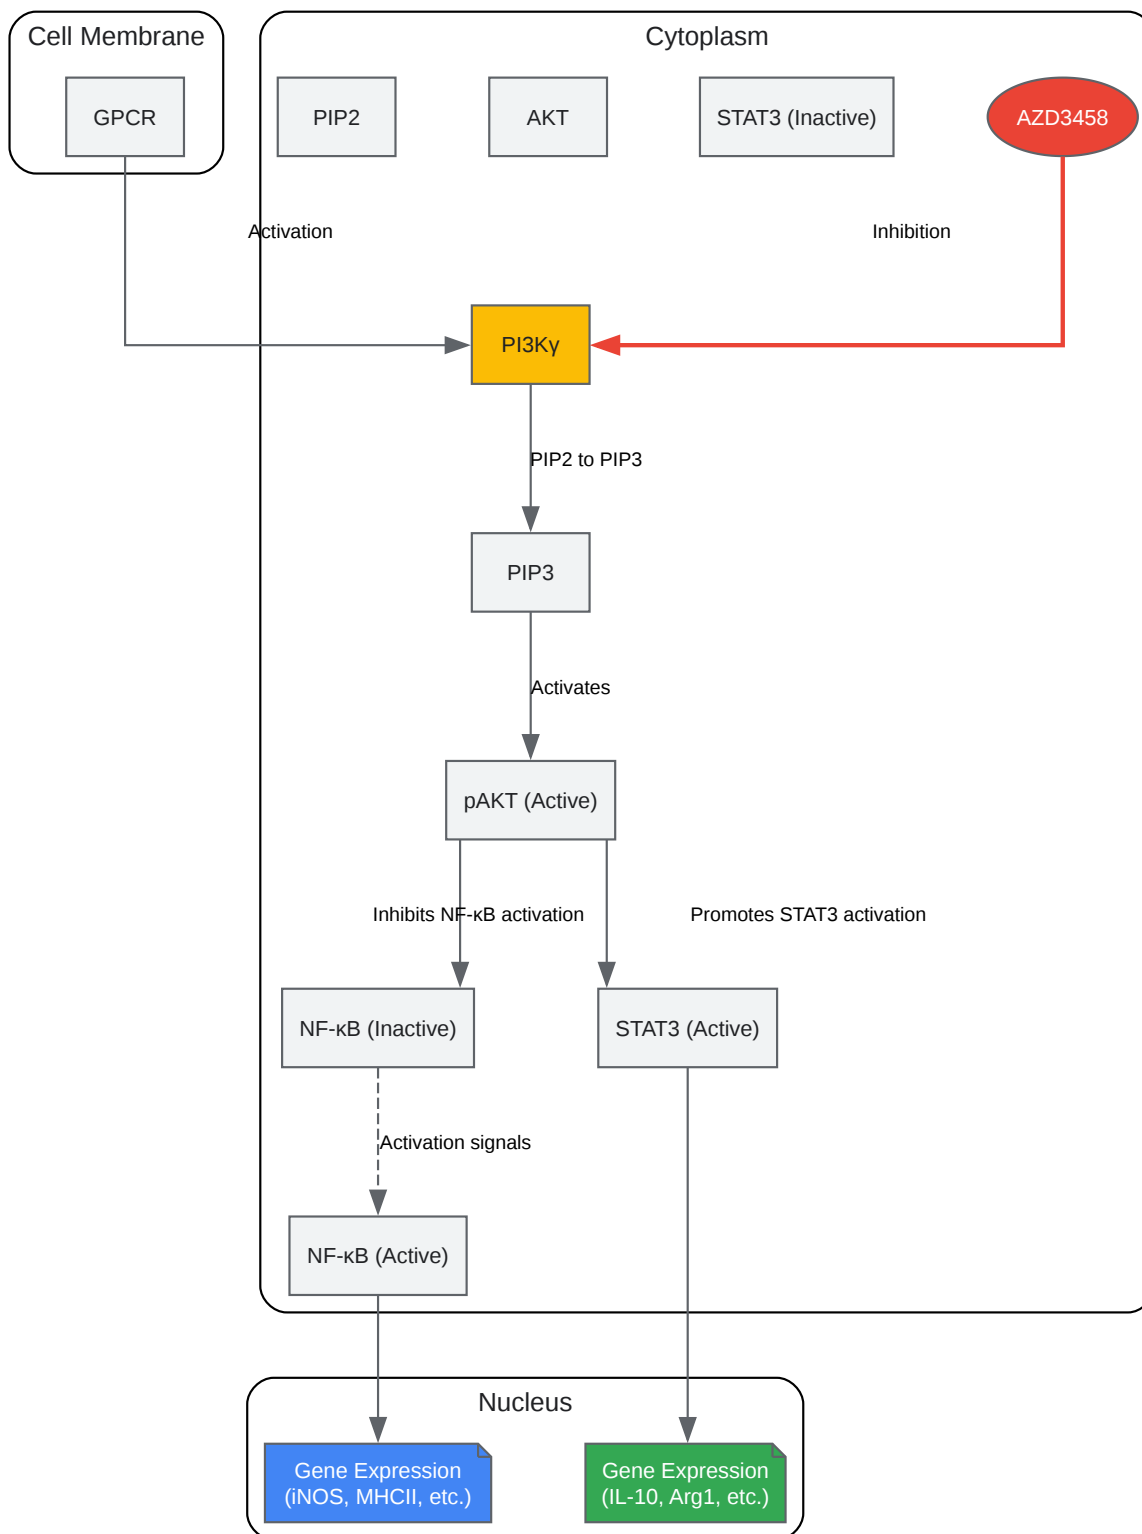 Cell Membrane
Cytoplasm
GPCR
PIP2
AKT
STAT3 (Inactive)
AZD3458
Activation
Inhibition
PI3Kγ
PIP2 to PIP3
PIP3
Activates
pAKT (Active)
Inhibits NF-κB activation
Promotes STAT3 activation
NF-κB (Inactive)
STAT3 (Active)
Activation signals
NF-κB (Active)
Nucleus
Gene Expression
(iNOS, MHCII, etc.)
Gene Expression
(IL-10, Arg1, etc.)